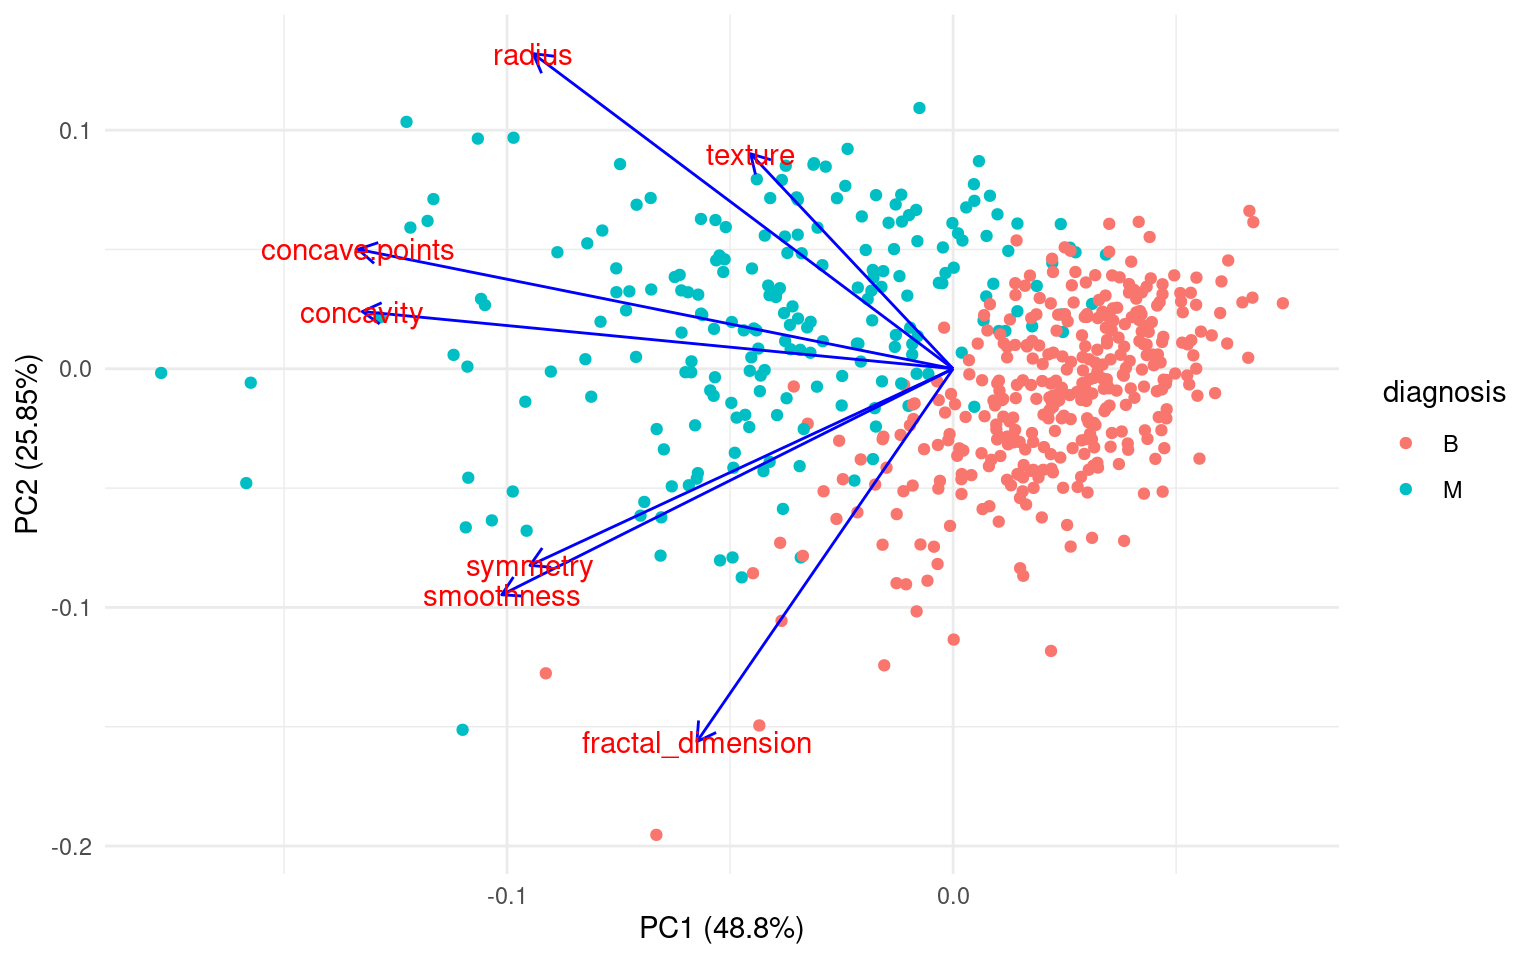 radius
texture
concave.points
concavity
symmetry
smoothness
fractal_dimension
0.1
0.0
-0.1
-0.2
PC2 (25.85%)
-0.1
0.0
PC1 (48.8%)
diagnosis
B
M